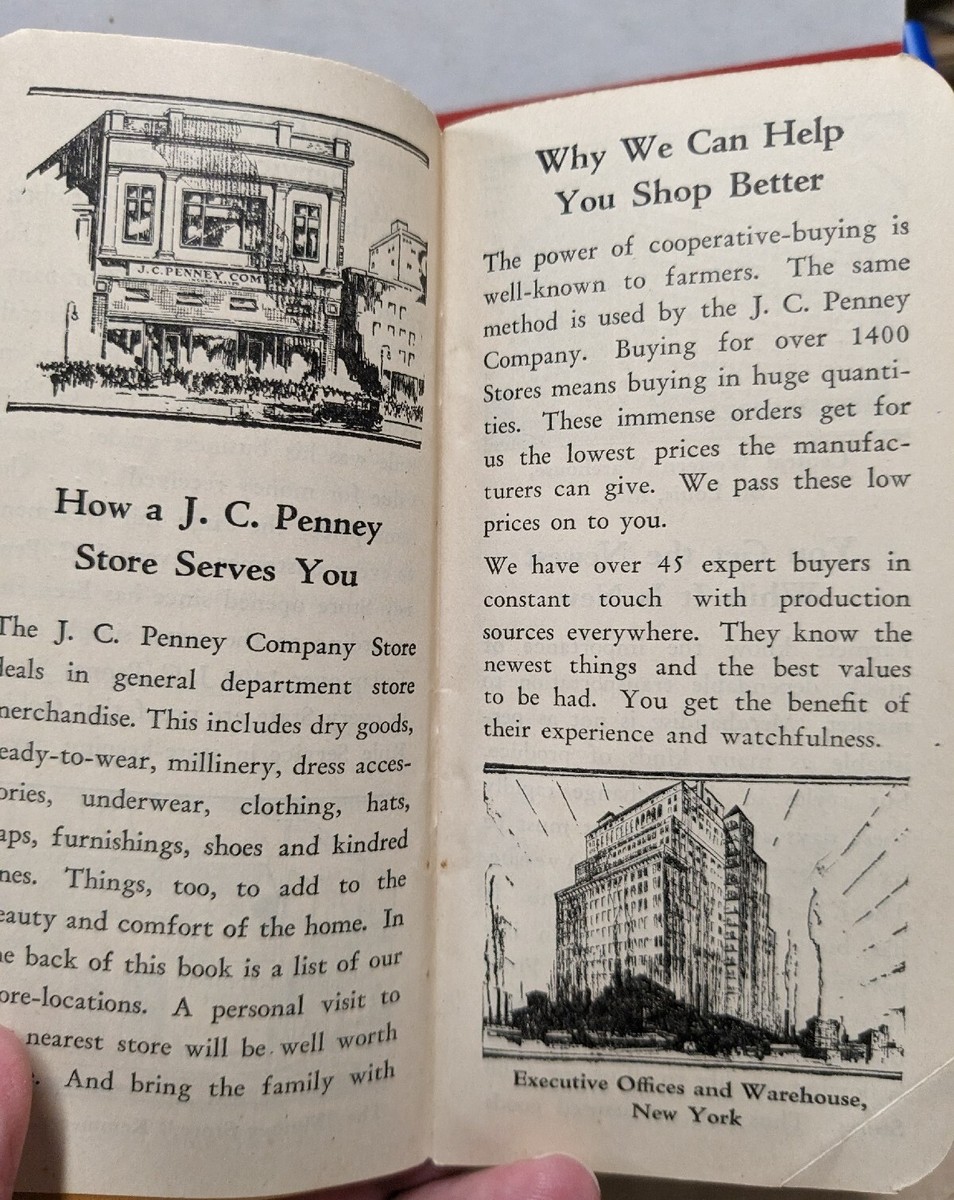 J.C.PENNEY COM
How a J. C. Penney
Store Serves You
The J. C. Penney Company Store
deals in general department store
merchandise. This includes dry goods,
eady-to-wear, millinery, dress acces-
ories, underwear, clothing, hats,
aps, furnishings, shoes and kindred
nes. Things, too, to add to the
eauty and comfort of the home. In
he back of this book is a list of our
ore-locations. A personal visit to
nearest store will be well worth
And bring the family with
Why We Can Help
You Shop Better
The power of cooperative-buying is
well-known to farmers. The same
method is used by the J. C. Penney
Company. Buying for over 1400
Stores means buying in huge quanti-
ties. These immense orders get for
us the lowest prices the manufac-
turers can give. We pass these low
prices on to you.
We have over 45 expert buyers in
constant touch with production
sources everywhere. They know the
newest things and the best values
to be had. You get the benefit of
their experience and watchfulness.
Executive Offices and Warehouse,
New York